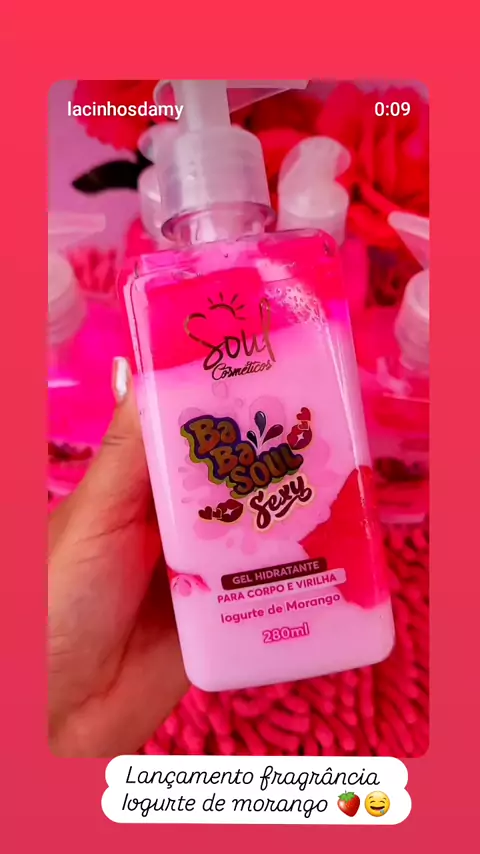 lacinhosdamy 0:09
Soul
Cosméticos
BA
BA
SOUL
Sexy
GEL HIDRATANTE
PARA CORPO E VIRILHA
Iogurte de Morango
280ml
Lançamento fragrância
Iogurte de morango 🍓🤤